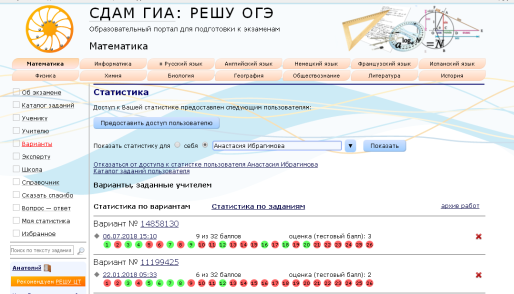 СДАМ ГИА: РЕШУ ОГЭ
Образовательный портал для подготовки к экзаменам
Математика
Математика Информатика Русский язык Английский язык Немецкий язык Французский язык Испанский язык
Физика Химия Биология География Обществознание Литература История
Об экзамене
Каталог заданий
Ученику
Учителю
Варианты
Эксперту
Школа
Справочник
Сказать спасибо
Вопрос — ответ
Моя статистика
Избранное
Поиск по тексту задания
Анатолий
Рекомендуем РЕШУ ЦТ
Статистика
Доступ к Вашей статистике предоставлен следующим пользователям:
Предоставить доступ пользователю
Показать статистику для себя Анастасия Ибрагимова Показать
Отказаться от доступа к статистке пользователя Анастасия Ибрагимова
Каталог заданий пользователя
Варианты, заданные учителем
Статистика по вариантам Статистика по заданиям архив работ
Вариант № 14858130
06.07.2018 15:10 9 из 32 баллов оценка (тестовый балл): 3
1 2 3 4 5 6 7 8 9 10 11 12 13 14 15 16 17 18 19 20 21 22 23 24 25 26
Вариант № 11199425
22.01.2018 05:33 6 из 32 баллов оценка (тестовый балл): 2
1 2 3 4 5 6 7 8 9 10 11 12 13 14 15 16 17 18 19 20 21 22 23 24 25 26